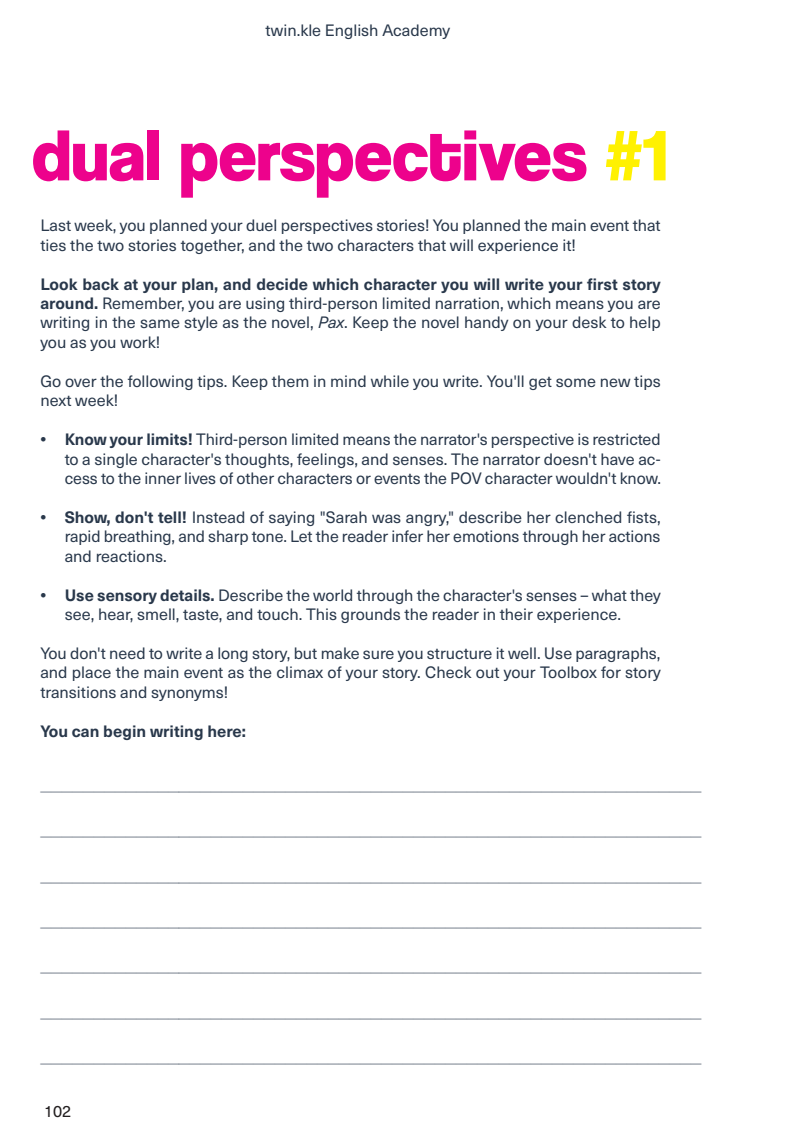 twin.kle English Academy
dual perspectives #1
Last week, you planned your duel perspectives stories! You planned the main event that
ties the two stories together, and the two characters that will experience it!
Look back at your plan, and decide which character you will write your first story
around. Remember, you are using third-person limited narration, which means you are
writing in the same style as the novel, Pax. Keep the novel handy on your desk to help
you as you work!
Go over the following tips. Keep them in mind while you write. You'll get some new tips
next week!
• Know your limits! Third-person limited means the narrator's perspective is restricted
to a single character's thoughts, feelings, and senses. The narrator doesn't have ac-
cess to the inner lives of other characters or events the POV character wouldn't know.
• Show, don't tell! Instead of saying "Sarah was angry," describe her clenched fists,
rapid breathing, and sharp tone. Let the reader infer her emotions through her actions
and reactions.
• Use sensory details. Describe the world through the character's senses – what they
see, hear, smell, taste, and touch. This grounds the reader in their experience.
You don't need to write a long story, but make sure you structure it well. Use paragraphs,
and place the main event as the climax of your story. Check out your Toolbox for story
transitions and synonyms!
You can begin writing here:
102